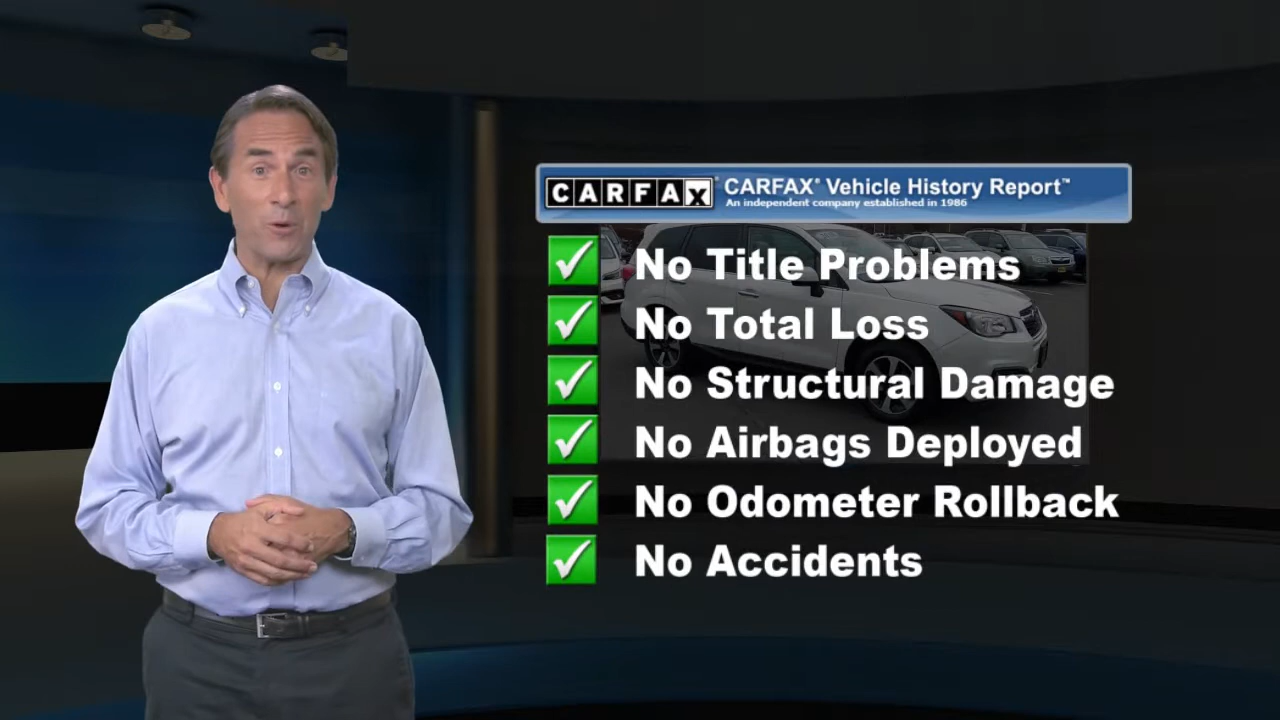 CARFAX CARFAX® Vehicle History Report™
An independent company established in 1986
No Title Problems
No Total Loss
No Structural Damage
No Airbags Deployed
No Odometer Rollback
No Accidents